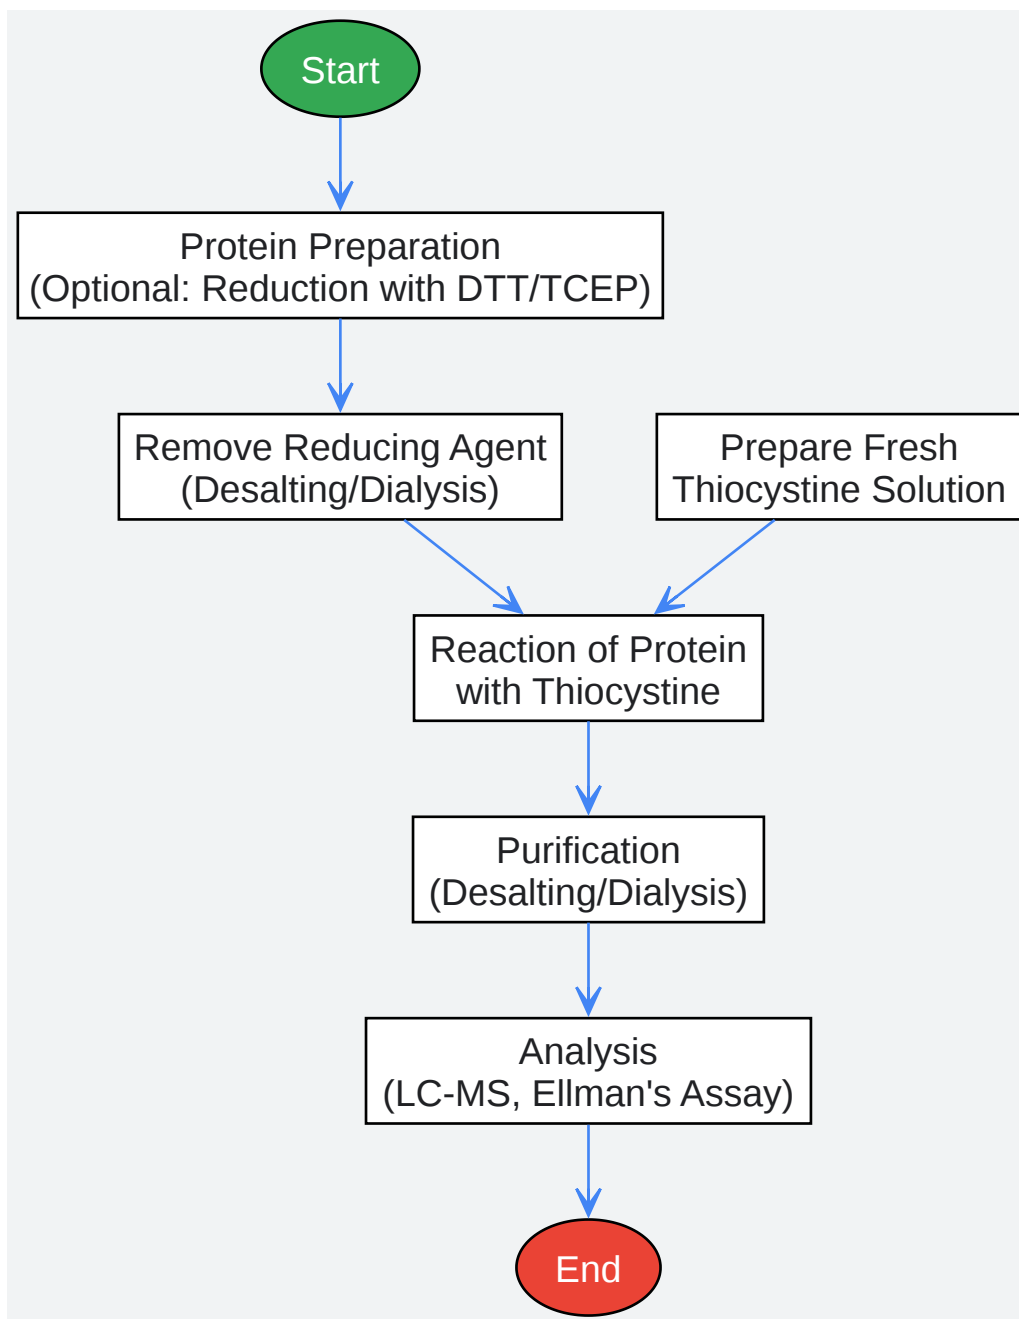 Start
Protein Preparation
(Optional: Reduction with DTT/TCEP)
Remove Reducing Agent
(Desalting/Dialysis)
Prepare Fresh
Thiocystine Solution
Reaction of Protein
with Thiocystine
Purification
(Desalting/Dialysis)
Analysis
(LC-MS, Ellman's Assay)
End